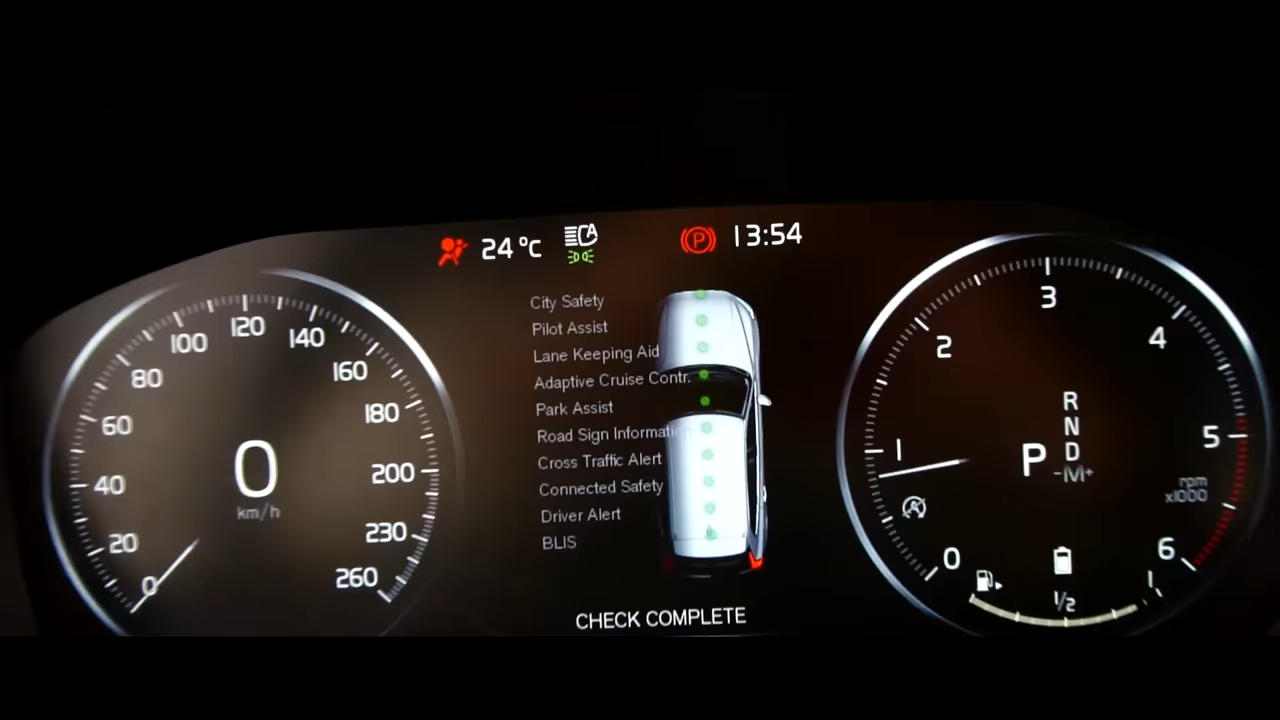 24 °C
A
P
13:54
City Safety
Pilot Assist
Lane Keeping Aid
Adaptive Cruise Contr.
Park Assist
Road Sign Informati
Cross Traffic Alert
Connected Safety
Driver Alert
BLIS
CHECK COMPLETE
0
20
40
60
80
100
120
140
160
180
200
230
260
0
km/h
0
1
2
3
4
5
6
rpm
x1000
R
N
P D
-M+
A
1/2
1